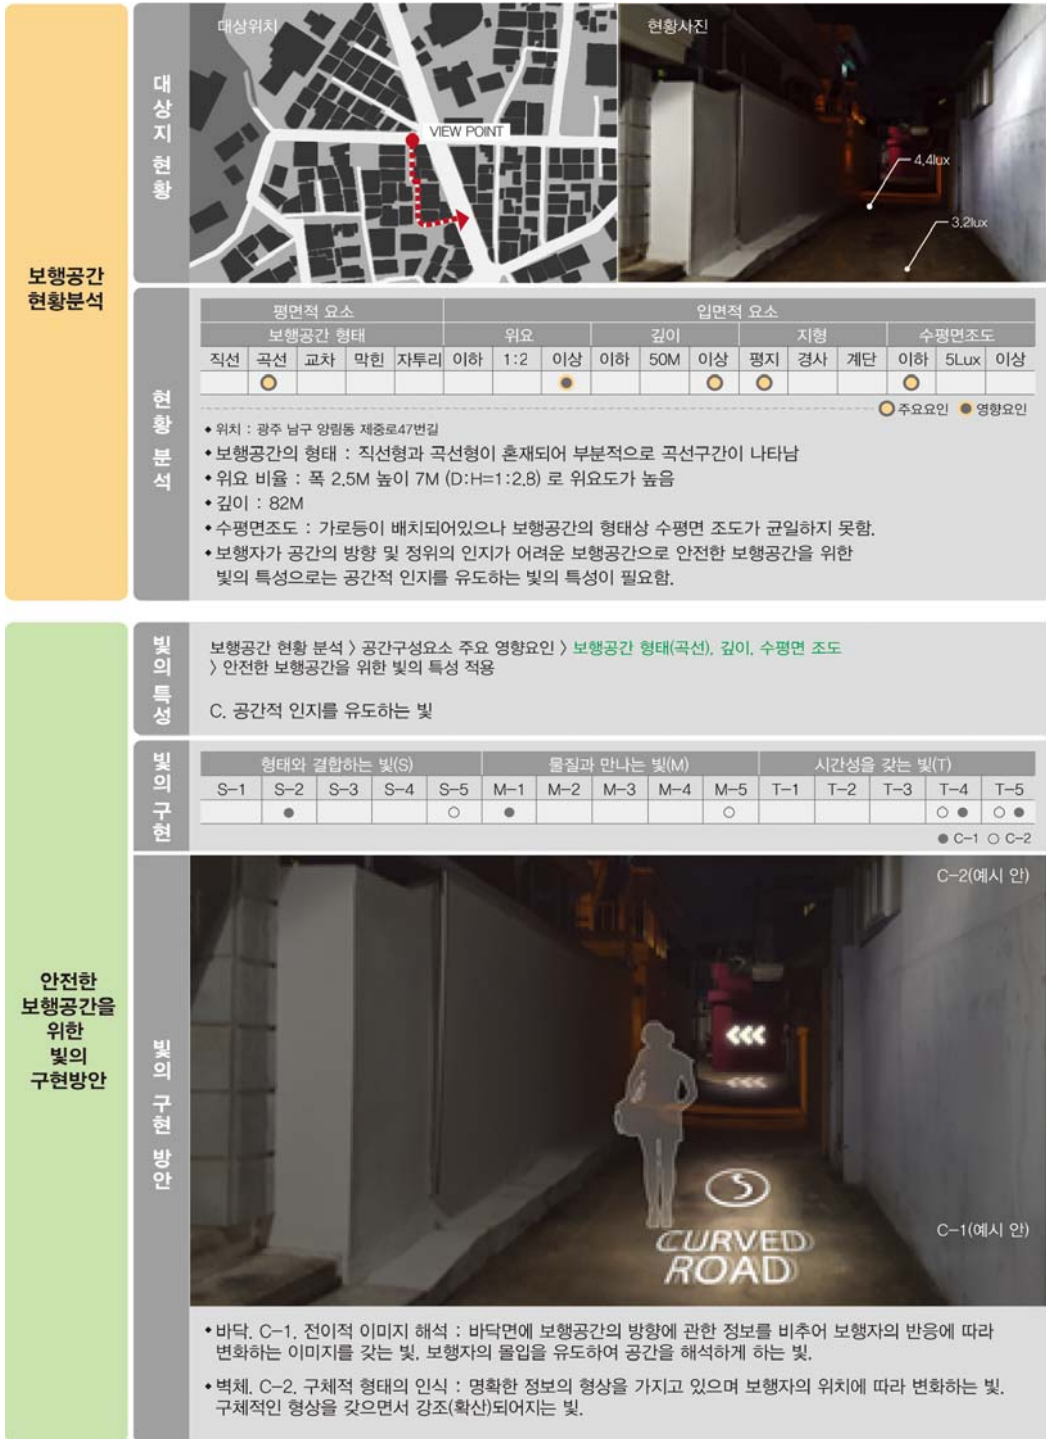 보행공간
현황분석
대상지 현황
대상위치
VIEW POINT
현황사진
4.4lux
3.2lux
현황 분석
평면적 요소 입면적 요소
보행공간 형태 위요 깊이 지형 수평면조도
직선 곡선 교차 막힌 자투리 이하 1:2 이상 이하 50M 이상 평지 경사 계단 이하 5Lux 이상
주요요인 영향요인
◆ 위치 : 광주 남구 양림동 제중로47번길
◆ 보행공간의 형태 : 직선형과 곡선형이 혼재되어 부분적으로 곡선구간이 나타남
◆ 위요 비율 : 폭 2.5M 높이 7M (D:H=1:2.8) 로 위요도가 높음
◆ 깊이 : 82M
◆ 수평면조도 : 가로등이 배치되어있으나 보행공간의 형태상 수평면 조도가 균일하지 못함.
◆ 보행자가 공간의 방향 및 정위의 인지가 어려운 보행공간으로 안전한 보행공간을 위한
빛의 특성으로는 공간적 인지를 유도하는 빛의 특성이 필요함.
안전한
보행공간을
위한
빛의
구현방안
빛의 특성
보행공간 현황 분석 〉 공간구성요소 주요 영향요인 〉 보행공간 형태(곡선), 깊이, 수평면 조도
〉 안전한 보행공간을 위한 빛의 특성 적용
C. 공간적 인지를 유도하는 빛
빛의 구현
형태와 결합하는 빛(S) 물질과 만나는 빛(M) 시간성을 갖는 빛(T)
S-1 S-2 S-3 S-4 S-5 M-1 M-2 M-3 M-4 M-5 T-1 T-2 T-3 T-4 T-5
● ○ ● ○ ○ ● ○ ●
● C-1 ○ C-2
빛의 구현 방안
C-2(예시 안)
C-1(예시 안)
CURVED
ROAD
◆ 바닥. C-1. 전이적 이미지 해석 : 바닥면에 보행공간의 방향에 관한 정보를 비추어 보행자의 반응에 따라
변화하는 이미지를 갖는 빛. 보행자의 몰입을 유도하여 공간을 해석하게 하는 빛.
◆ 벽체. C-2. 구체적 형태의 인식 : 명확한 정보의 형상을 가지고 있으며 보행자의 위치에 따라 변화하는 빛.
구체적인 형상을 갖으면서 강조(확산)되어지는 빛.